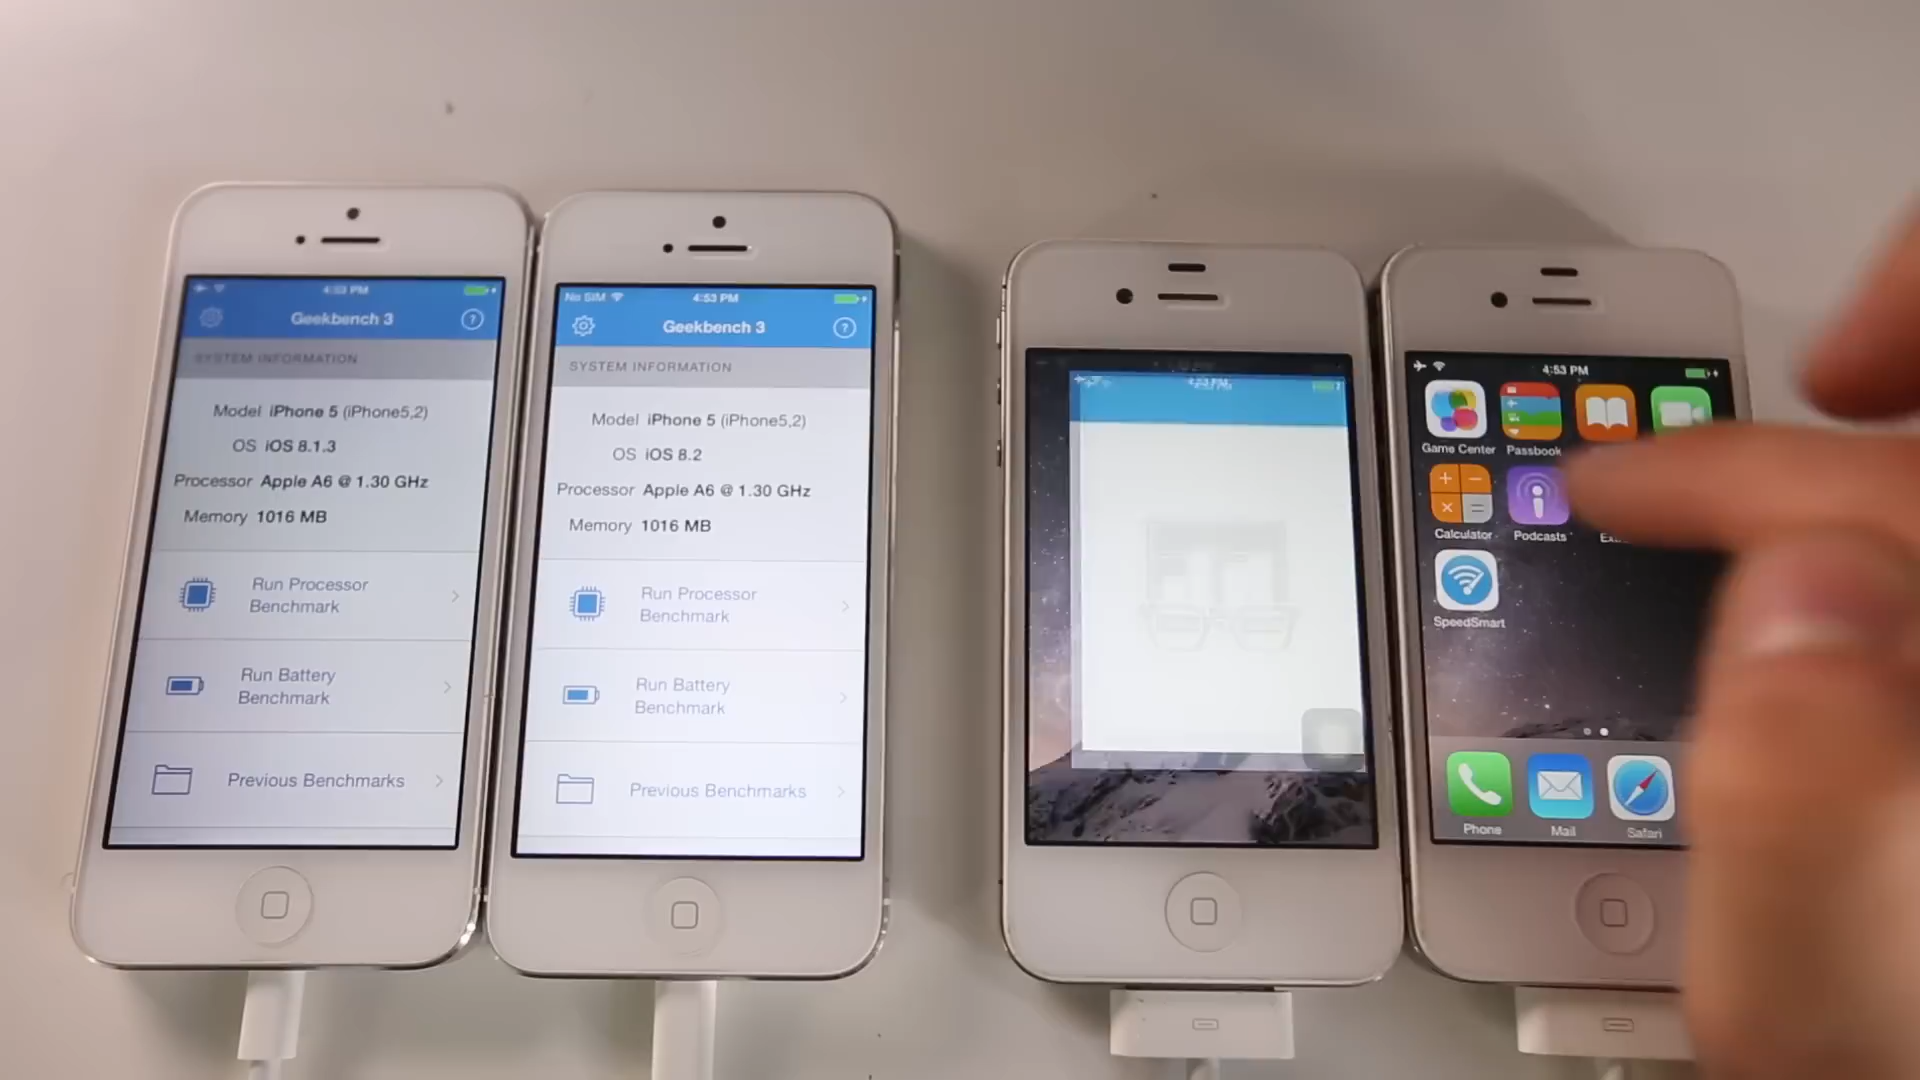 4:53 PM
Geekbench 3
?
SYSTEM INFORMATION
Model iPhone 5 (iPhone5,2)
OS iOS 8.1.3
Processor Apple A6 @ 1.30 GHz
Memory 1016 MB
Run Processor
Benchmark
Run Battery
Benchmark
Previous Benchmarks
No SIM 4:53 PM
Geekbench 3
?
SYSTEM INFORMATION
Model iPhone 5 (iPhone5,2)
OS iOS 8.2
Processor Apple A6 @ 1.30 GHz
Memory 1016 MB
Run Processor
Benchmark
Run Battery
Benchmark
Previous Benchmarks
4:53 PM
4:53 PM
Game Center Passbook
Calculator Podcasts
SpeedSmart
Phone Mail Safari